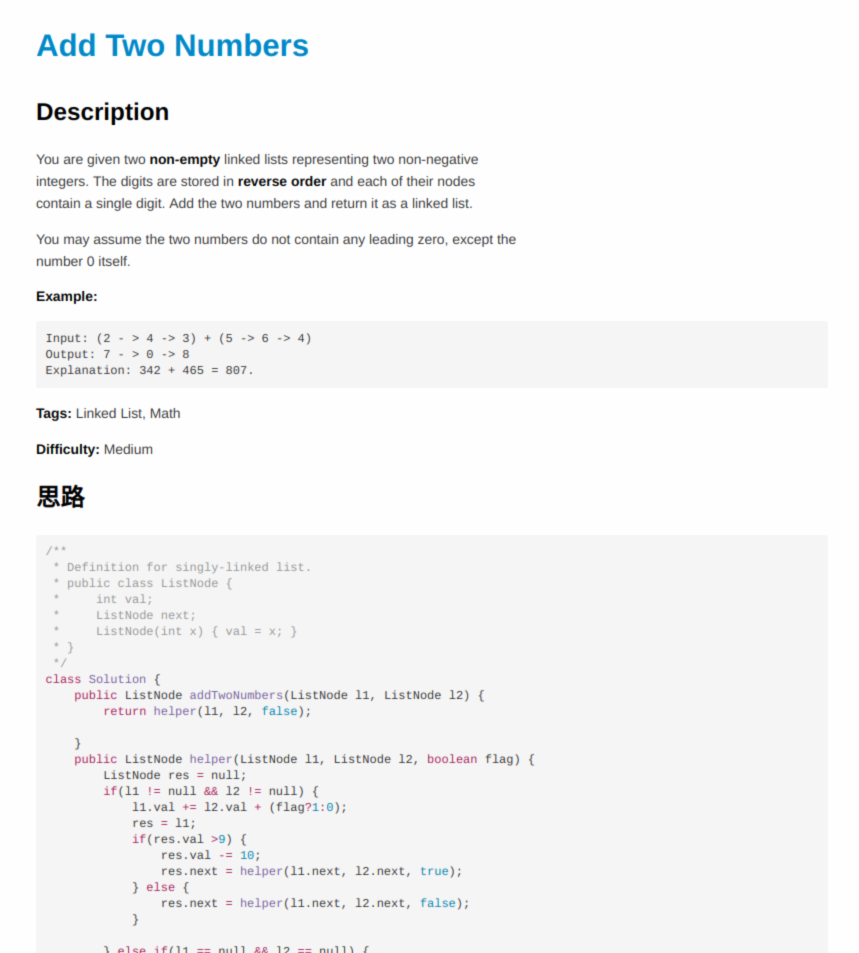 Add Two Numbers
Description
You are given two non-empty linked lists representing two non-negative
integers. The digits are stored in reverse order and each of their nodes
contain a single digit. Add the two numbers and return it as a linked list.
You may assume the two numbers do not contain any leading zero, except the
number 0 itself.
Example:
Input: (2 - > 4 -> 3) + (5 -> 6 -> 4)
Output: 7 - > 0 -> 8
Explanation: 342 + 465 = 807.
Tags: Linked List, Math
Difficulty: Medium
思路
/**
 * Definition for singly-linked list.
 * public class ListNode {
 *     int val;
 *     ListNode next;
 *     ListNode(int x) { val = x; }
 * }
 */
class Solution {
    public ListNode addTwoNumbers(ListNode l1, ListNode l2) {
        return helper(l1, l2, false);
    }
    public ListNode helper(ListNode l1, ListNode l2, boolean flag) {
        ListNode res = null;
        if(l1 != null && l2 != null) {
            l1.val += l2.val + (flag?1:0);
            res = l1;
            if(res.val >9) {
                res.val -= 10;
                res.next = helper(l1.next, l2.next, true);
            } else {
                res.next = helper(l1.next, l2.next, false);
            }
        } else if(l1 == null && l2 == null) {